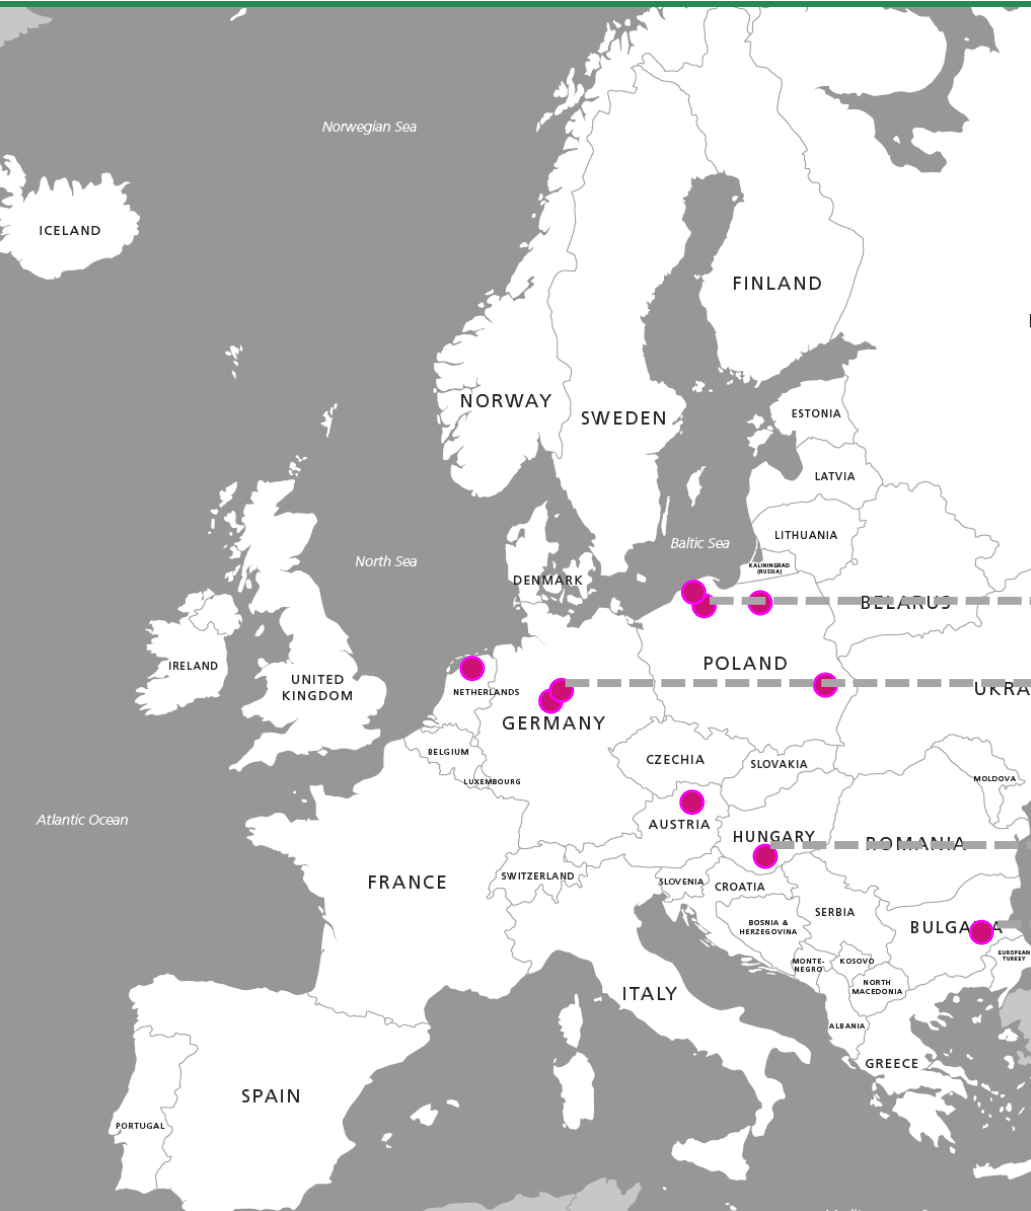 Norwegian Sea
ICELAND
FINLAND
NORWAY
SWEDEN
ESTONIA
LATVIA
LITHUANIA
Baltic Sea
North Sea
KALININGRAD
(RUSSIA)
DENMARK
BELARUS
IRELAND
UNITED
KINGDOM
POLAND
NETHERLANDS
UKRA
GERMANY
BELGIUM
CZECHIA
SLOVAKIA
LUXEMBOURG
MOLDOVA
Atlantic Ocean
AUSTRIA
HUNGARY
ROMANIA
FRANCE
SWITZERLAND
SLOVENIA
CROATIA
SERBIA
BOSNIA &
HERZEGOVINA
BULGARIA
EUROPEAN
TURKEY
MONTE-
NEGRO
KOSOVO
NORTH
MACEDONIA
ITALY
ALBANIA
GREECE
SPAIN
PORTUGAL